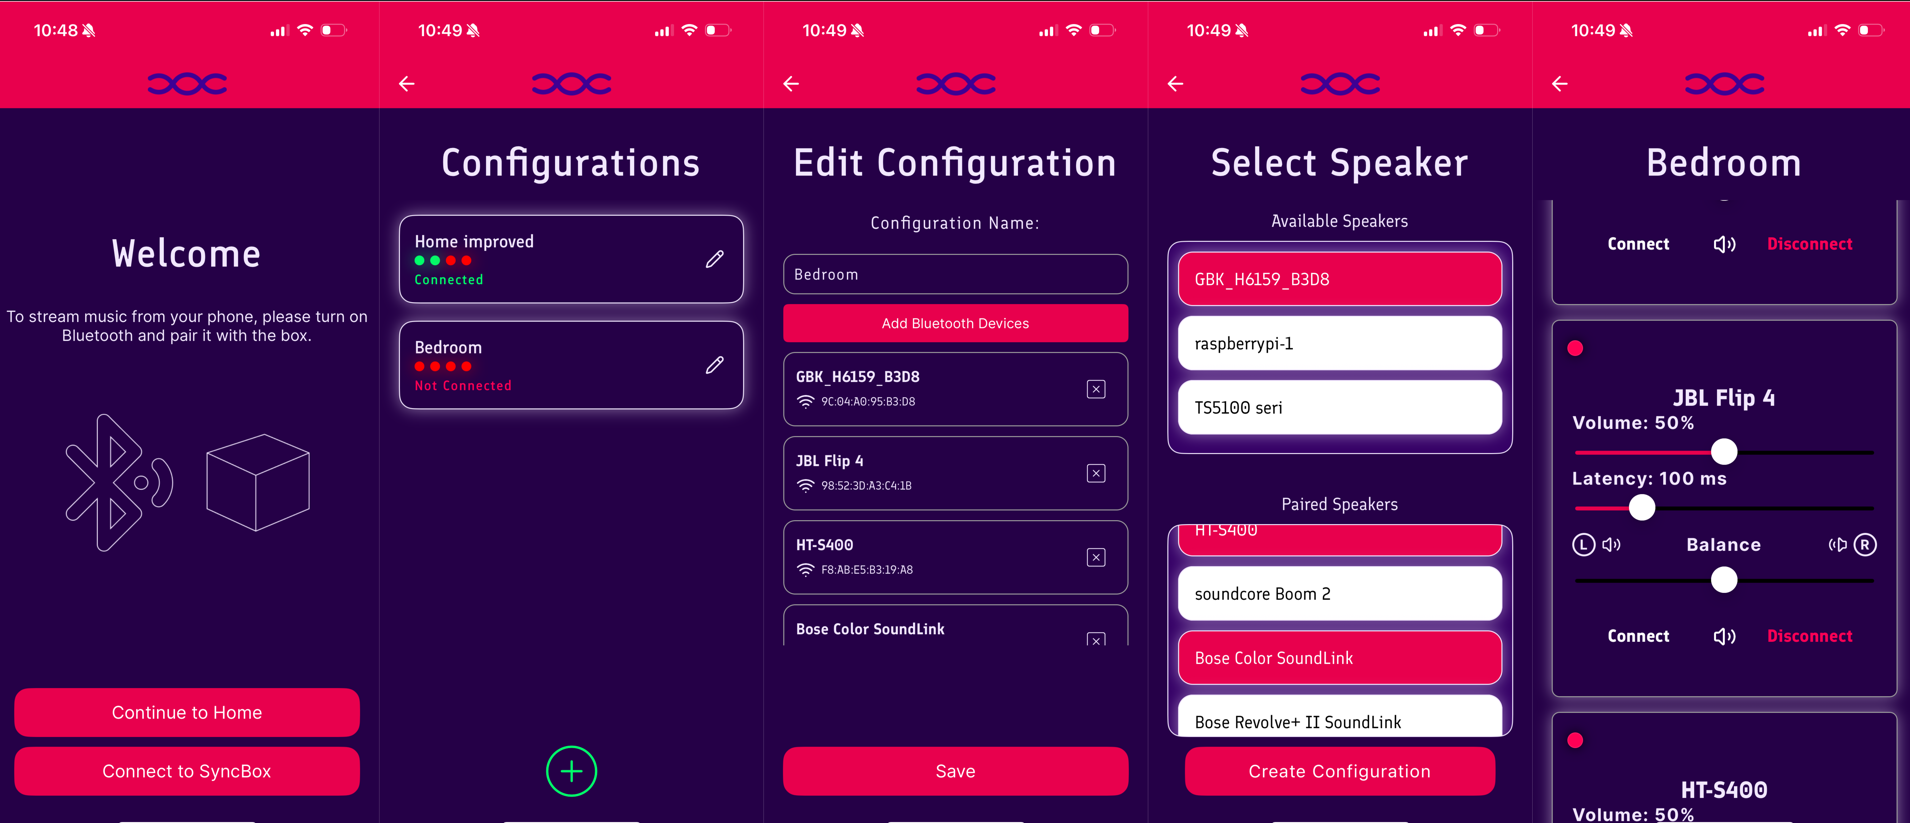 10:48
Welcome
To stream music from your phone, please turn on
Bluetooth and pair it with the box.
Continue to Home
Connect to SyncBox
10:49
Configurations
Home improved
Connected
Bedroom
Not Connected
10:49
Edit Configuration
Configuration Name:
Bedroom
Add Bluetooth Devices
GBK_H6159_B3D8
9C:04:A0:95:B3:D8
JBL Flip 4
98:52:3D:A3:C4:1B
HT-S400
F8:AB:E5:B3:19:A8
Bose Color SoundLink
Save
10:49
Select Speaker
Available Speakers
GBK_H6159_B3D8
raspberrypi-1
TS5100 seri
Paired Speakers
HT-S400
soundcore Boom 2
Bose Color SoundLink
Bose Revolve+ II SoundLink
Create Configuration
10:49
Bedroom
Connect Disconnect
JBL Flip 4
Volume: 50%
Latency: 100 ms
L Balance R
Connect Disconnect
HT-S400
Volume: 50%